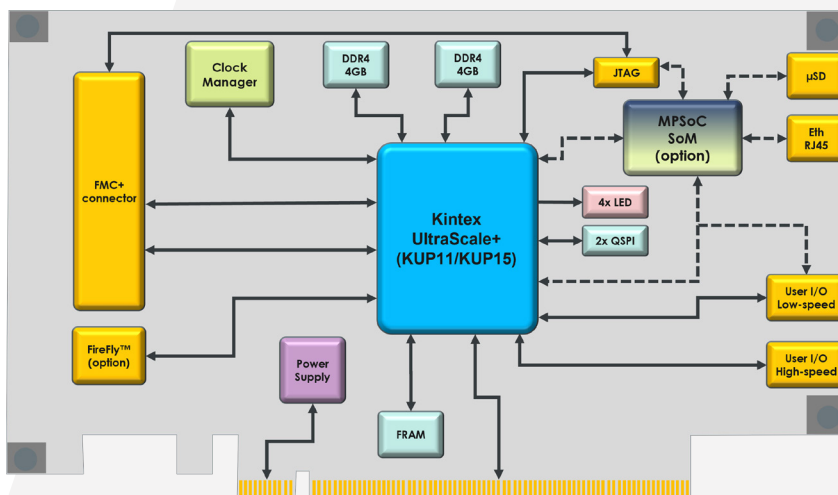 Clock
Manager
DDR4
4GB
DDR4
4GB
JTAG
µSD
MPSoC
SoM
(option)
Eth
RJ45
FMC+
connector
Kintex
UltraScale+
(KUP11/KUP15)
4x LED
2x QSPI
User I/O
Low-speed
FireFly™
(option)
Power
Supply
User I/O
High-speed
FRAM